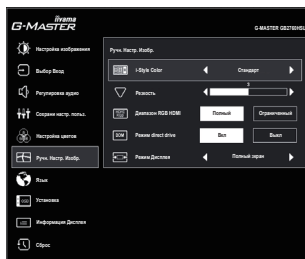 iiyama
G-MASTER
G-MASTER GB2760HSU
Настройка изображения
Выбор Вход
Регулировка аудио
Сохрани настр. польз.
Настройка цветов
Ручн. Настр. Изобр.
Язык
Установка
Информация Дисплея
Сброс
Ручн. Настр. Изобр.
i-Style Color Стандарт
Резкость 3
Диапазон RGB HDMI Полный Ограниченный
Режим direct drive Вкл Выкл
Режим Дисплея Полный экран